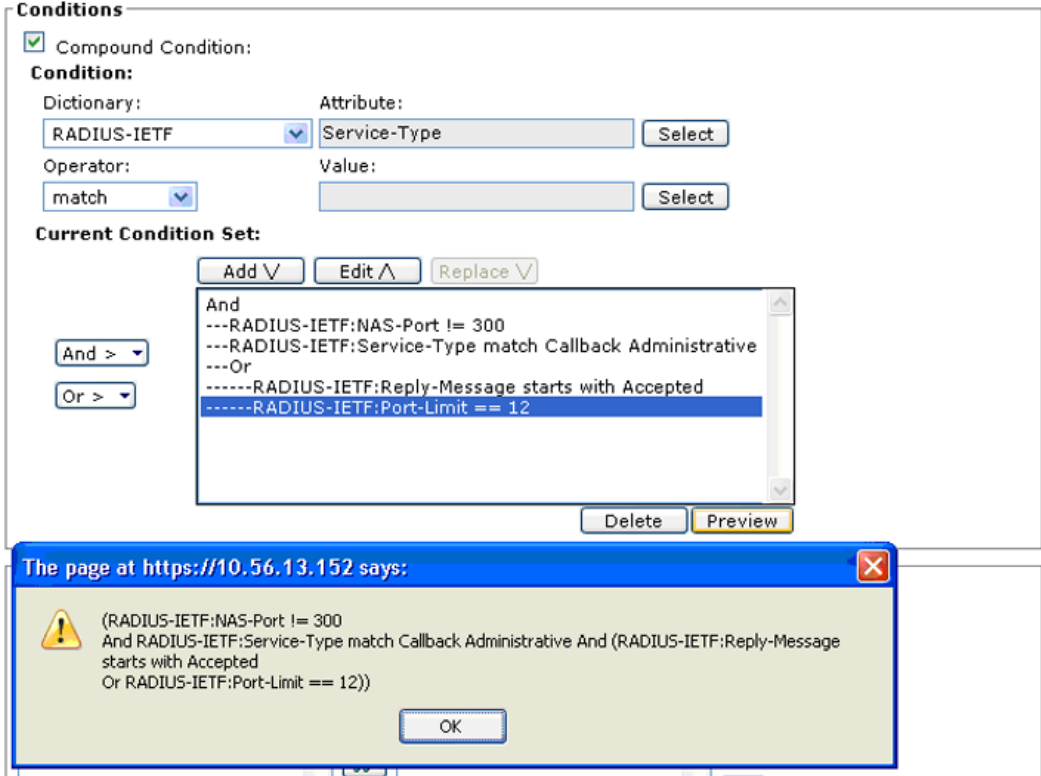 Conditions
Compound Condition:
Condition:
Dictionary: Attribute:
RADIUS-IETF Service-Type Select
Operator: Value:
match Select
Current Condition Set:
Add \/ Edit /\ Replace \/
And
---RADIUS-IETF:NAS-Port != 300
---RADIUS-IETF:Service-Type match Callback Administrative
---Or
------RADIUS-IETF:Reply-Message starts with Accepted
------RADIUS-IETF:Port-Limit == 12
And >
Or >
Delete Preview
The page at https://10.56.13.152 says:
(RADIUS-IETF:NAS-Port != 300
And RADIUS-IETF:Service-Type match Callback Administrative And (RADIUS-IETF:Reply-Message
starts with Accepted
Or RADIUS-IETF:Port-Limit == 12))
OK